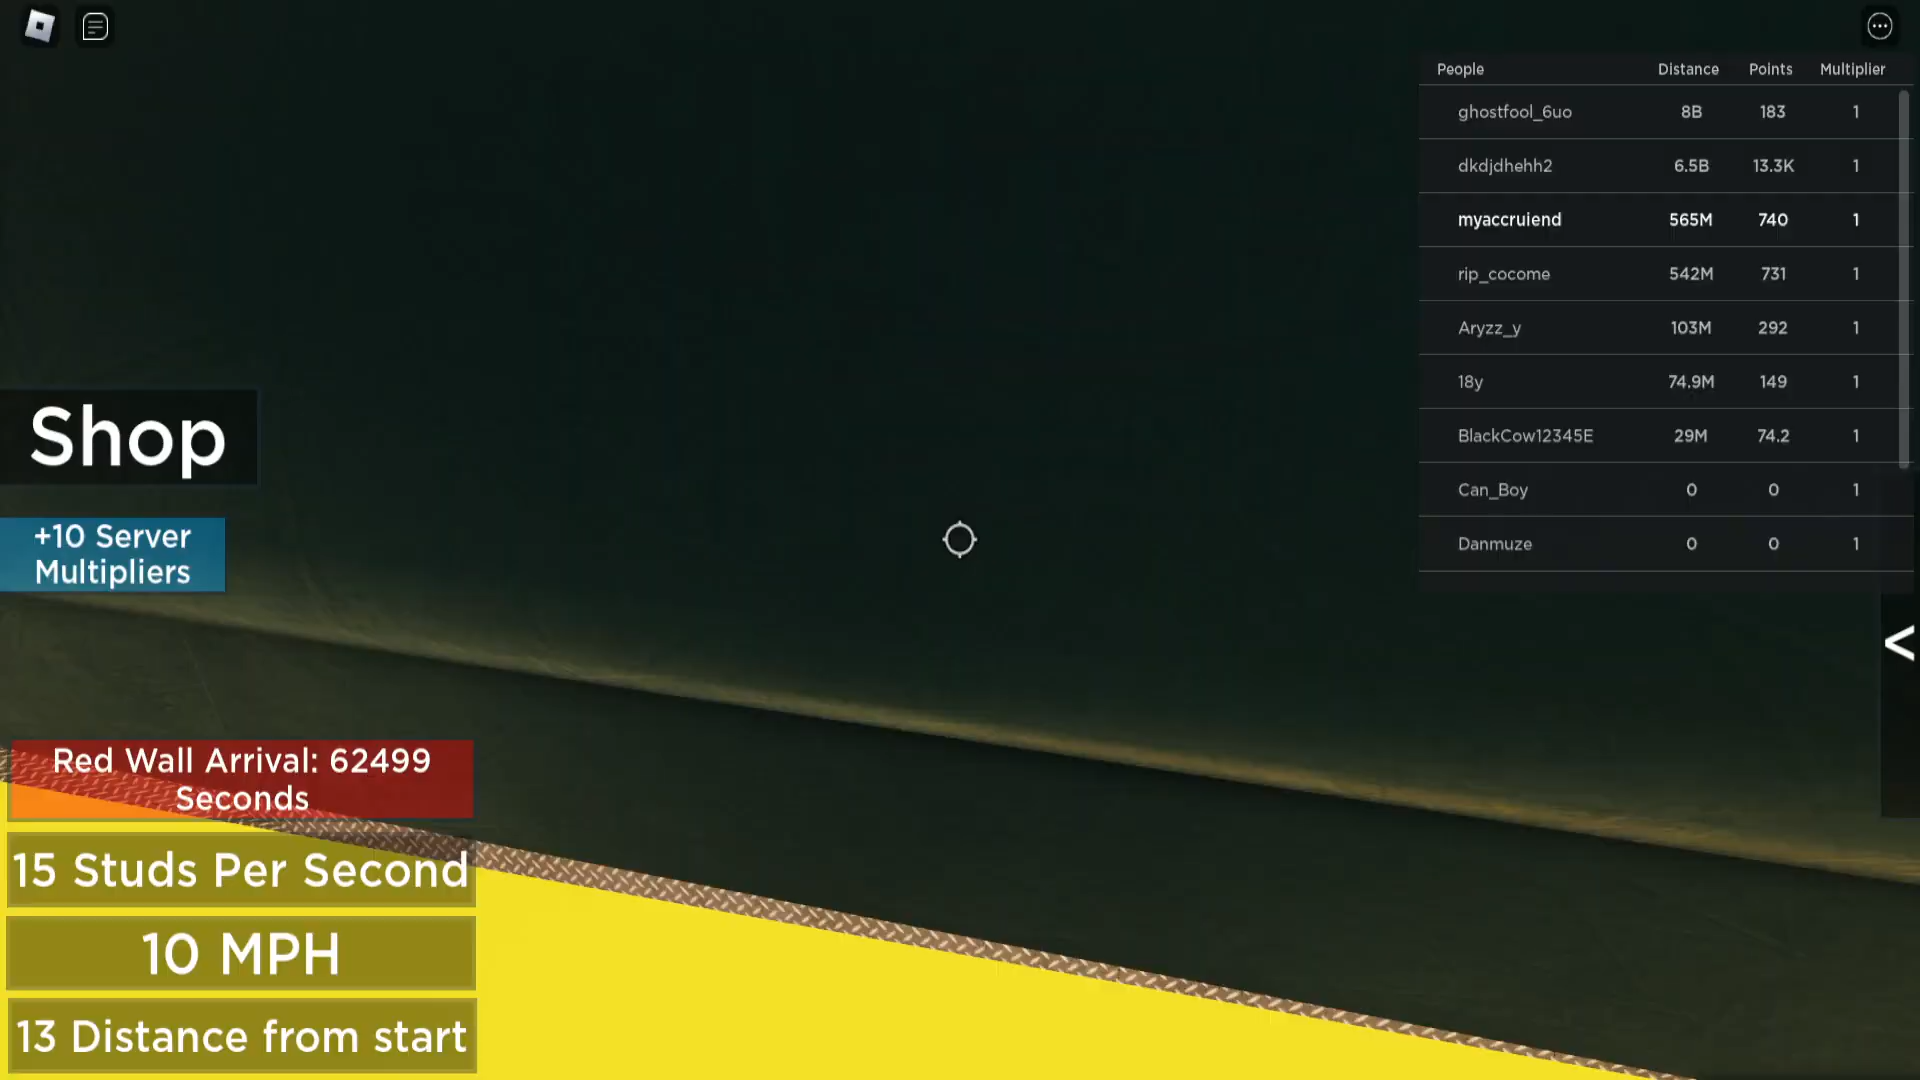 People Distance Points Multiplier
ghostfool_6uo 8B 183 1
dkdjdhehh2 6.5B 13.3K 1
myaccruiend 565M 740 1
rip_cocome 542M 731 1
Aryzz_y 103M 292 1
18y 74.9M 149 1
BlackCow12345E 29M 74.2 1
Can_Boy 0 0 1
Danmuze 0 0 1
Shop
+10 Server
Multipliers
<
Red Wall Arrival: 62499
Seconds
15 Studs Per Second
10 MPH
13 Distance from start